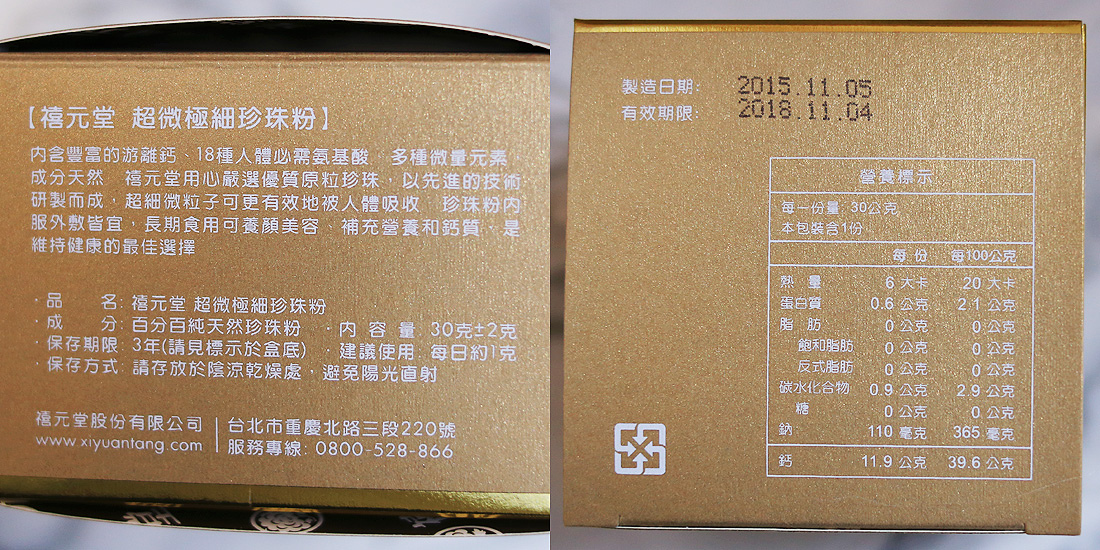 【禧元堂 超微極細珍珠粉】
內含豐富的游離鈣、18種人體必需氨基酸、多種微量元素,
成分天然。禧元堂用心嚴選優質原粒珍珠,以先進的技術
研製而成,超細微粒子可更有效地被人體吸收。珍珠粉內
服外敷皆宜,長期食用可養顏美容、補充營養和鈣質、是
維持健康的最佳選擇
·品 名: 禧元堂 超微極細珍珠粉
·成 分: 百分百純天然珍珠粉 ·內 容 量: 30克±2克
·保存期限: 3年(請見標示於盒底) ·建議使用: 每日約1克
·保存方式: 請存放於陰涼乾燥處,避免陽光直射
禧元堂股份有限公司 台北市重慶北路三段220號
www.xiyuantang.com 服務專線: 0800-528-866
製造日期: 2015.11.05
有效期限: 2018.11.04
營養標示
每一份量 30公克
本包裝含1份
每 份 每100公克
熱 量 6 大卡 20 大卡
蛋白質 0.6 公克 2.1 公克
脂 肪 0 公克 0 公克
飽和脂肪 0 公克 0 公克
反式脂肪 0 公克 0 公克
碳水化合物 0.9 公克 2.9 公克
糖 0 公克 0 公克
鈉: 110 毫克 365 毫克
鈣 11.9 公克 39.6 公克